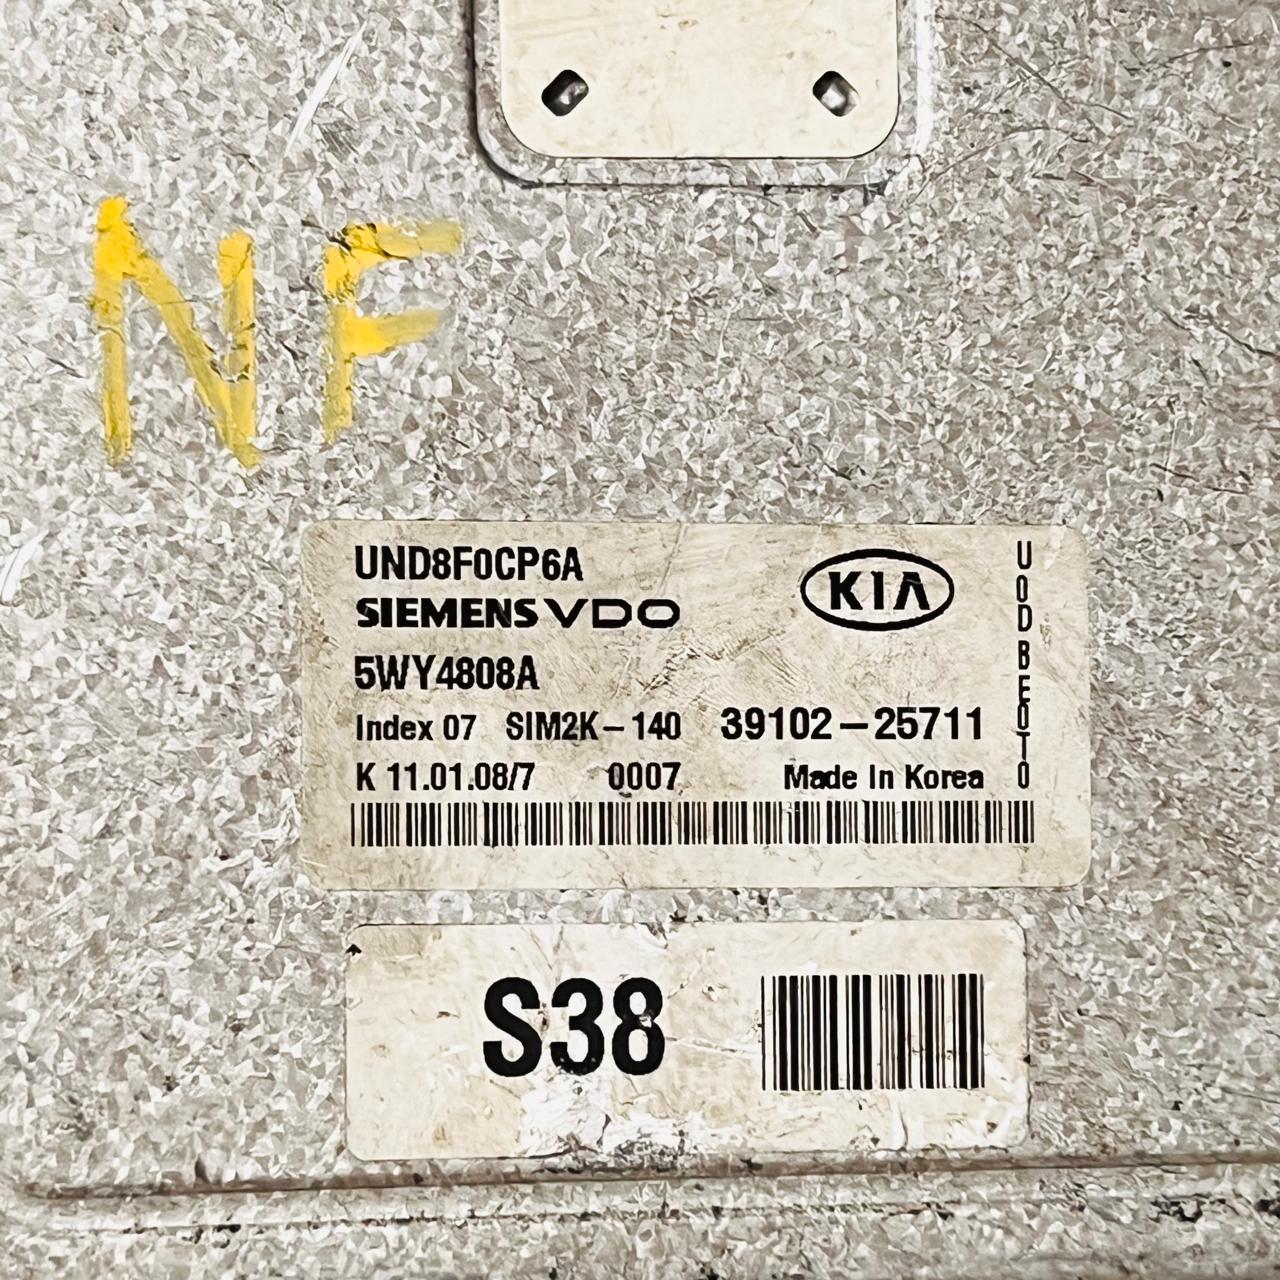 NF
UND8F0CP6A
KIA
SIEMENS VDO
5WY4808A
Index 07 SIM2K-140 39102-25711
K 11.01.08/7 0007 Made In Korea
S38